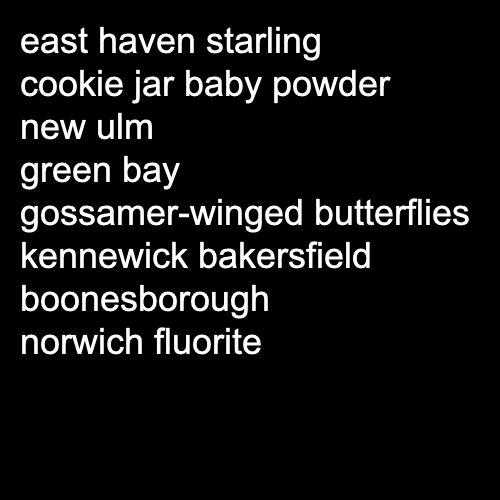 east haven starling
cookie jar baby powder
new ulm
green bay
gossamer-winged butterflies
kennewick bakersfield
boonesborough
norwich fluorite